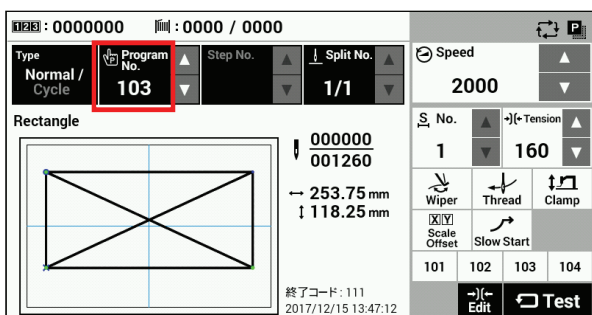 123 : 0000000 : 0000 / 0000 P
Type
Normal /
Cycle
P Program
No.
103
Step No.
Split No.
1/1
Speed
2000
Rectangle
000000
001260
↔ 253.75 mm
↕ 118.25 mm
終了コード : 111
2017/12/15 13:47:12
S No.
1
Tension
160
Wiper
Thread
Clamp
X Y
Scale
Offset
Slow Start
101 102 103 104
Edit
Test